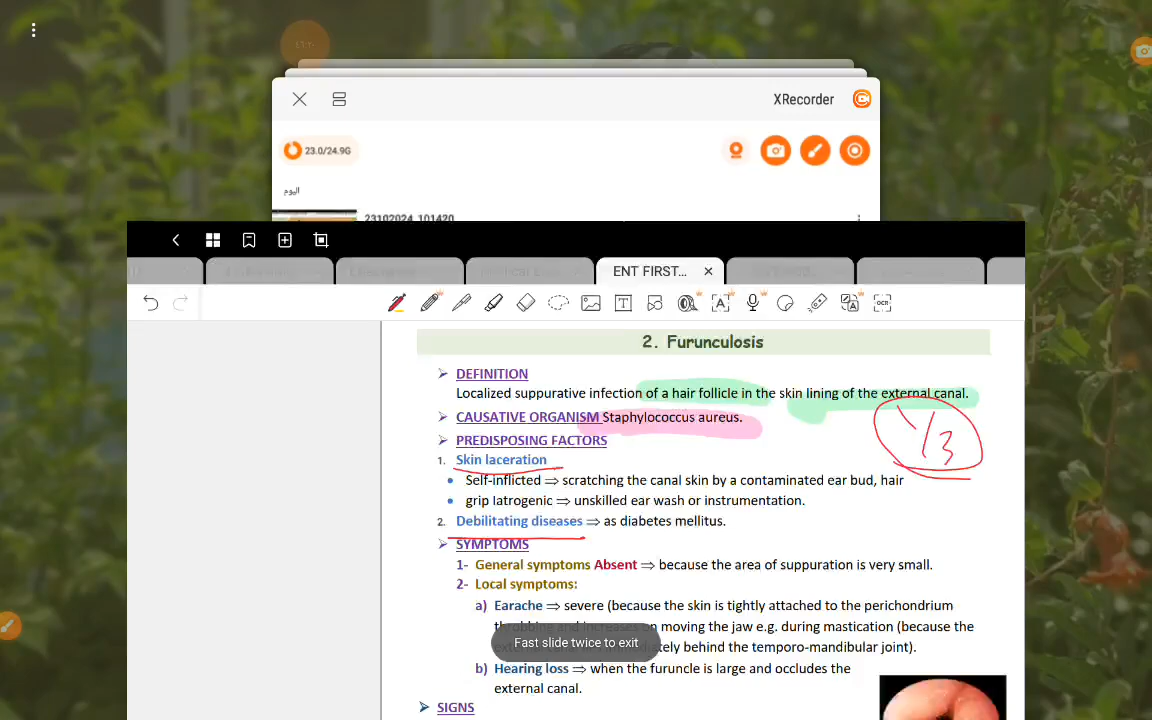 XRecorder
23.0/24.9G
اليوم
23102024_101420
ENT FIRST...
OCR
2. Furunculosis
➢ DEFINITION
Localized suppurative infection of a hair follicle in the skin lining of the external canal.
➢ CAUSATIVE ORGANISM Staphylococcus aureus.
1/3
➢ PREDISPOSING FACTORS
1. Skin laceration
• Self-inflicted ⇒ scratching the canal skin by a contaminated ear bud, hair
• grip Iatrogenic ⇒ unskilled ear wash or instrumentation.
2. Debilitating diseases ⇒ as diabetes mellitus.
➢ SYMPTOMS
1- General symptoms Absent ⇒ because the area of suppuration is very small.
2- Local symptoms:
a) Earache ⇒ severe (because the skin is tightly attached to the perichondrium
throbbing and increases on moving the jaw e.g. during mastication (because the
Fast slide twice to exit
behind the temporo-mandibular joint).
b) Hearing loss ⇒ when the furuncle is large and occludes the
external canal.
➢ SIGNS